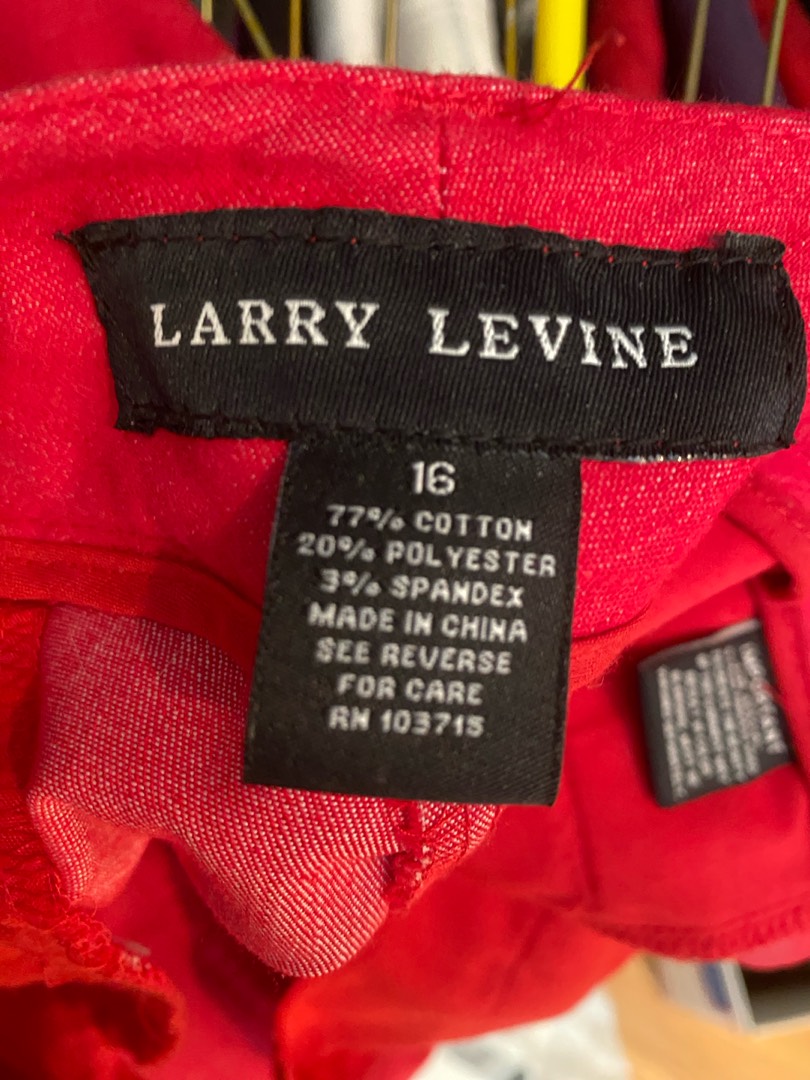 LARRY LEVINE
16
77% COTTON
20% POLYESTER
3% SPANDEX
MADE IN CHINA
SEE REVERSE
FOR CARE
RN 103715